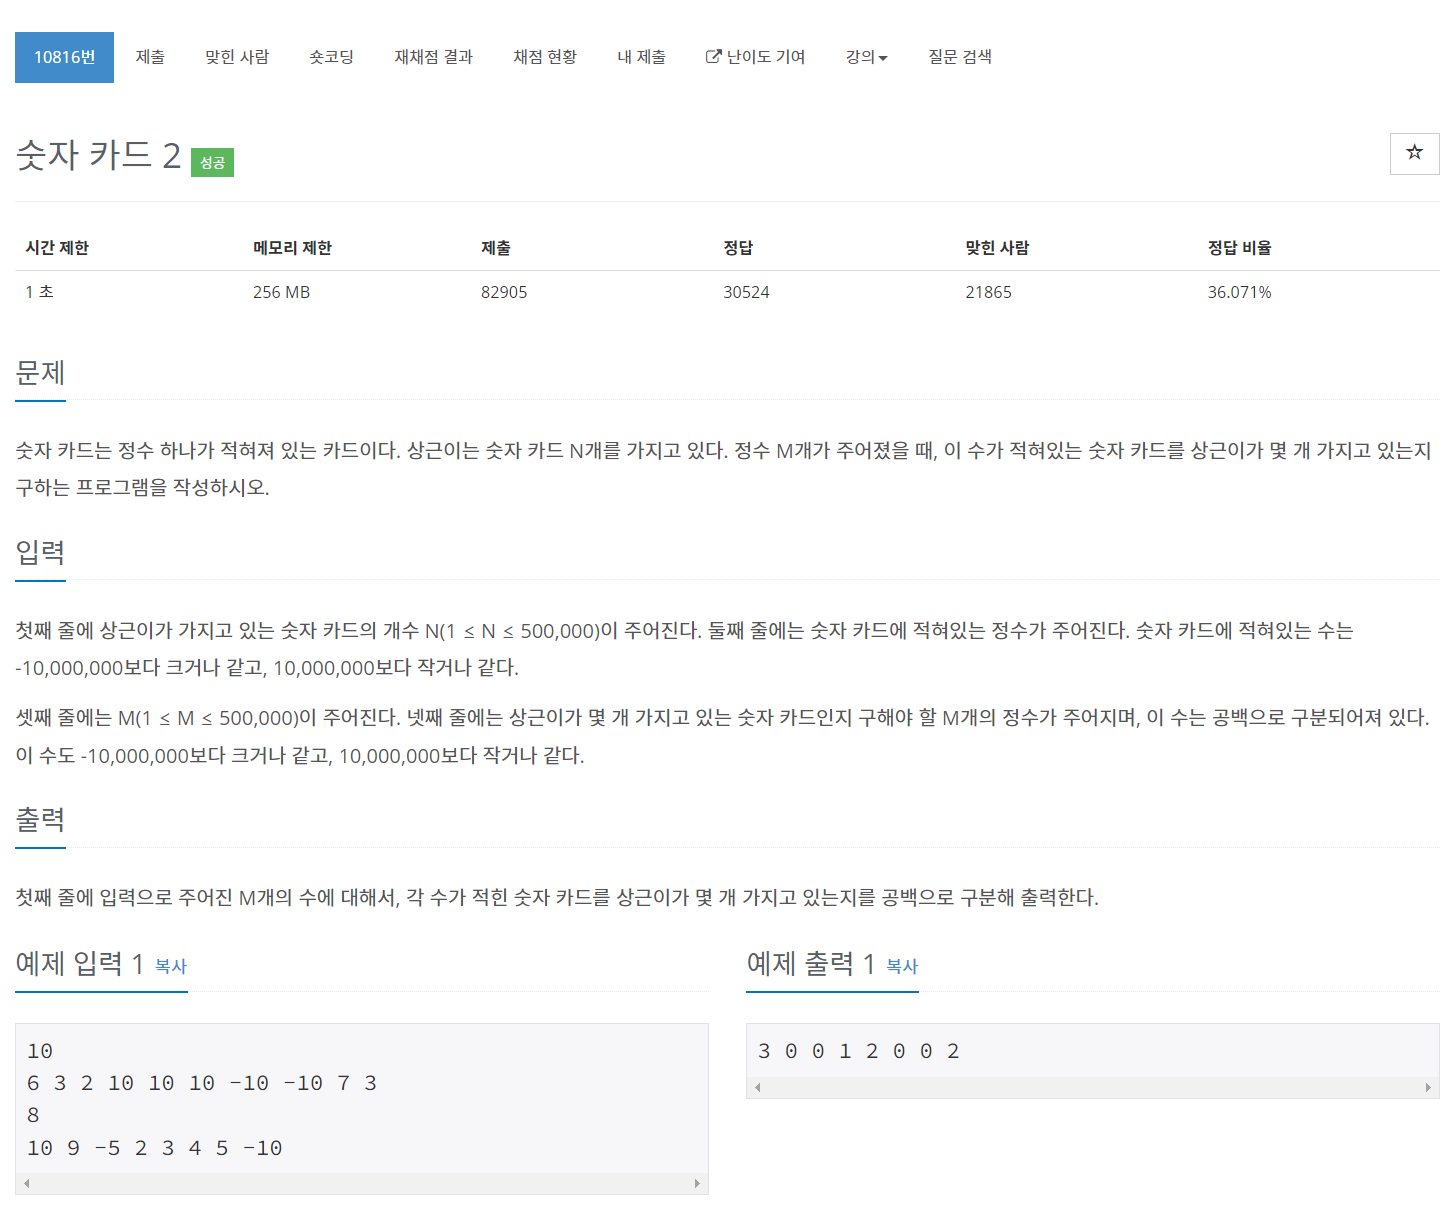 10816번 제출 맞힌 사람 숏코딩 재채점 결과 채점 현황 내 제출 난이도 기여 강의 질문 검색
숫자 카드 2 성공
시간 제한 메모리 제한 제출 정답 맞힌 사람 정답 비율
1 초 256 MB 82905 30524 21865 36.071%
문제
숫자 카드는 정수 하나가 적혀져 있는 카드이다. 상근이는 숫자 카드 N개를 가지고 있다. 정수 M개가 주어졌을 때, 이 수가 적혀있는 숫자 카드를 상근이가 몇 개 가지고 있는지
구하는 프로그램을 작성하시오.
입력
첫째 줄에 상근이가 가지고 있는 숫자 카드의 개수 N(1 ≤ N ≤ 500,000)이 주어진다. 둘째 줄에는 숫자 카드에 적혀있는 정수가 주어진다. 숫자 카드에 적혀있는 수는
-10,000,000보다 크거나 같고, 10,000,000보다 작거나 같다.
셋째 줄에는 M(1 ≤ M ≤ 500,000)이 주어진다. 넷째 줄에는 상근이가 몇 개 가지고 있는 숫자 카드인지 구해야 할 M개의 정수가 주어지며, 이 수는 공백으로 구분되어져 있다.
이 수도 -10,000,000보다 크거나 같고, 10,000,000보다 작거나 같다.
출력
첫째 줄에 입력으로 주어진 M개의 수에 대해서, 각 수가 적힌 숫자 카드를 상근이가 몇 개 가지고 있는지를 공백으로 구분해 출력한다.
예제 입력 1 복사
10
6 3 2 10 10 10 -10 -10 7 3
8
10 9 -5 2 3 4 5 -10
예제 출력 1 복사
3 0 0 1 2 0 0 2